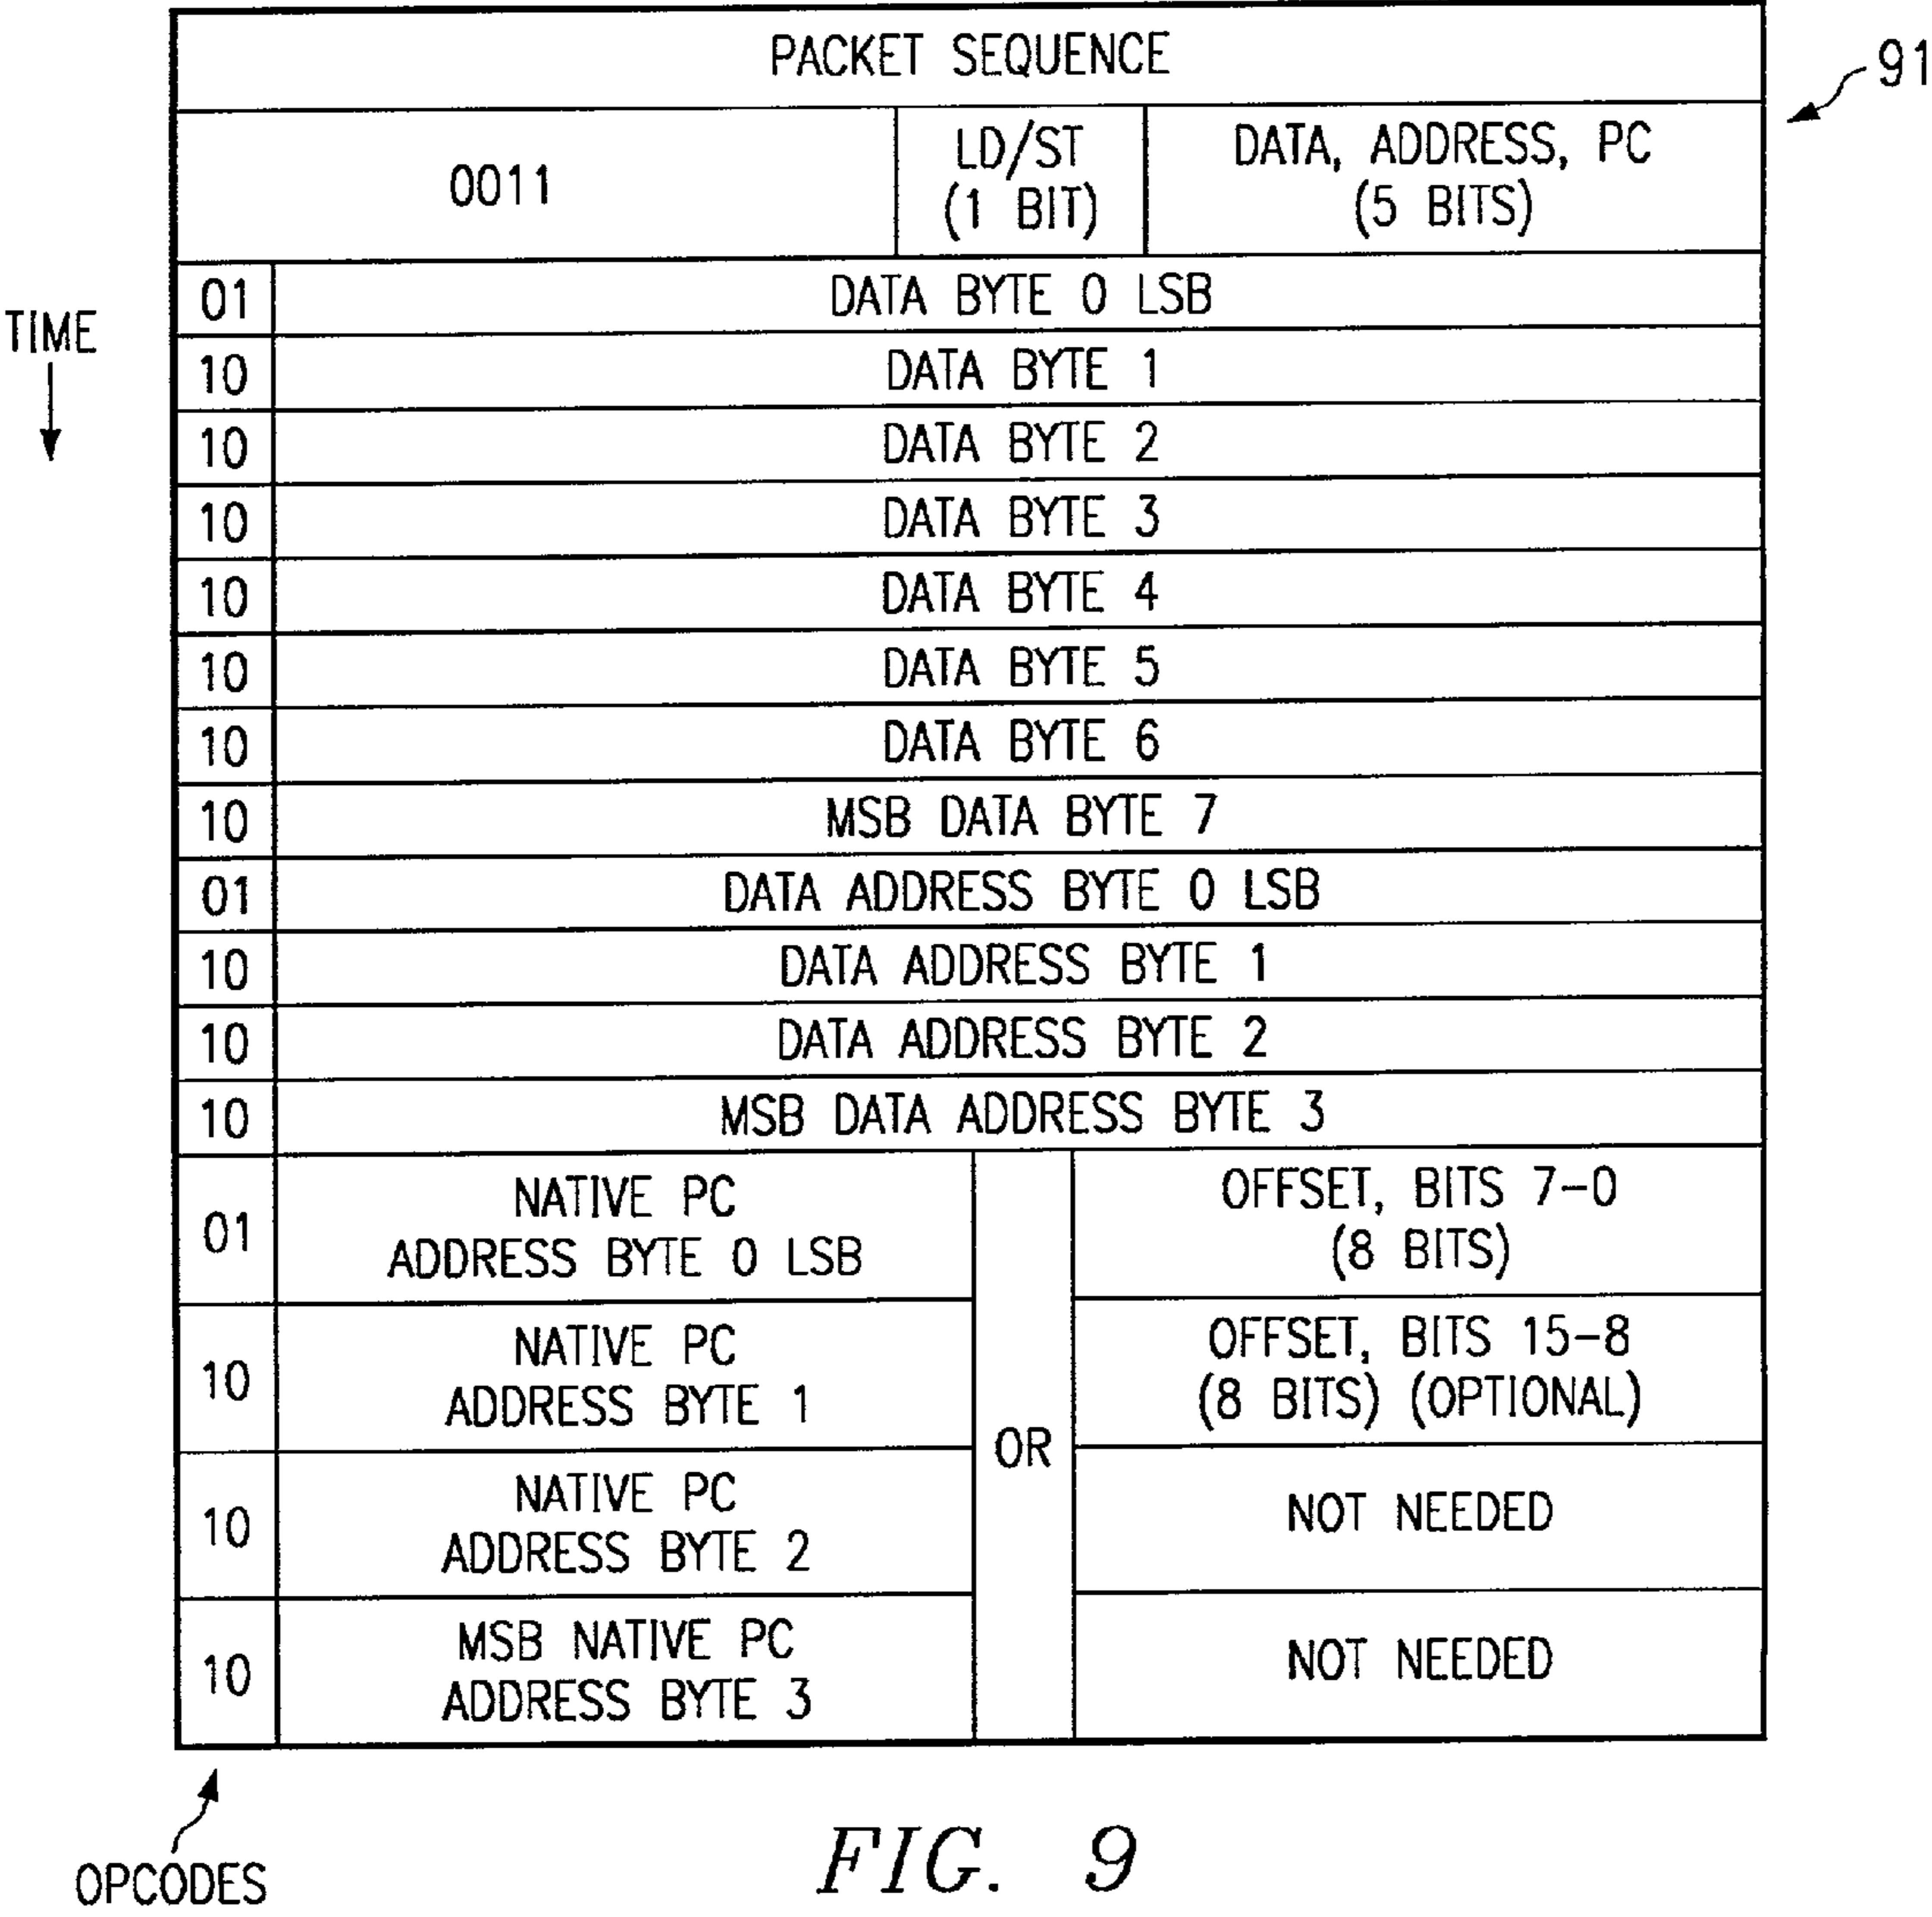 PACKET SEQUENCE
91
0011
LD/ST
(1 BIT)
DATA, ADDRESS, PC
(5 BITS)
TIME
01 DATA BYTE 0 LSB
10 DATA BYTE 1
10 DATA BYTE 2
10 DATA BYTE 3
10 DATA BYTE 4
10 DATA BYTE 5
10 DATA BYTE 6
10 MSB DATA BYTE 7
01 DATA ADDRESS BYTE 0 LSB
10 DATA ADDRESS BYTE 1
10 DATA ADDRESS BYTE 2
10 MSB DATA ADDRESS BYTE 3
01
NATIVE PC
ADDRESS BYTE 0 LSB
OFFSET, BITS 7-0
(8 BITS)
10
NATIVE PC
ADDRESS BYTE 1
OR
OFFSET, BITS 15-8
(8 BITS) (OPTIONAL)
10
NATIVE PC
ADDRESS BYTE 2
NOT NEEDED
10
MSB NATIVE PC
ADDRESS BYTE 3
NOT NEEDED
OPCODES
FIG. 9